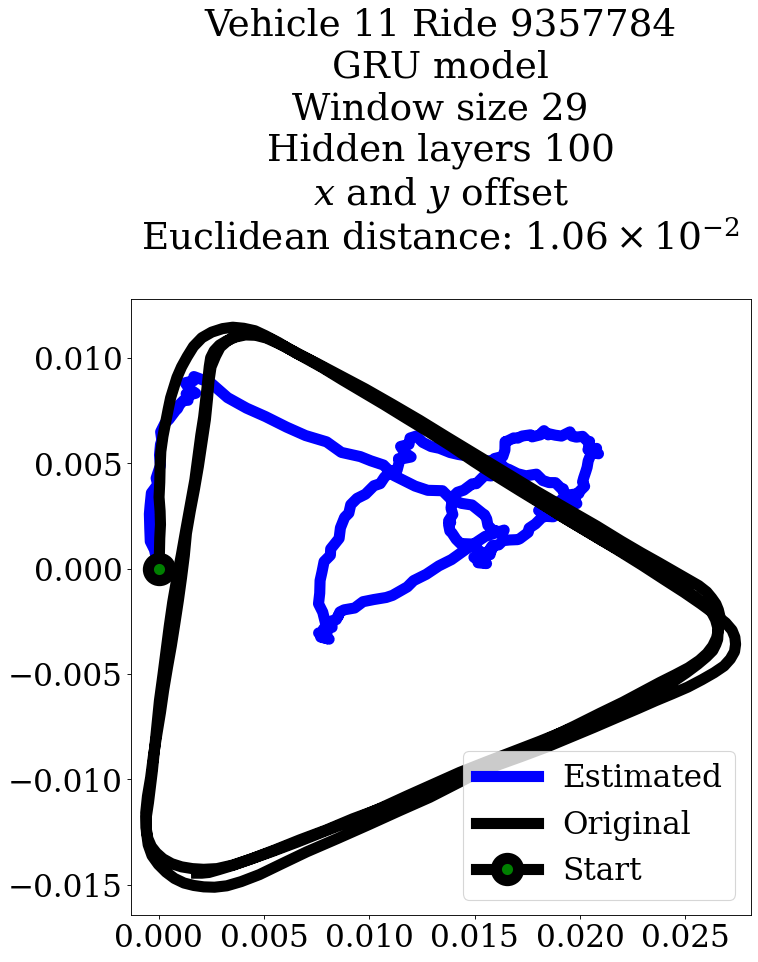 Vehicle 11 Ride 9357784
GRU model
Window size 29
Hidden layers 100
x and y offset
Euclidean distance: 1.06 × 10⁻²
0.010
0.005
0.000
−0.005
−0.010
−0.015
Estimated
Original
Start
0.000 0.005 0.010 0.015 0.020 0.025